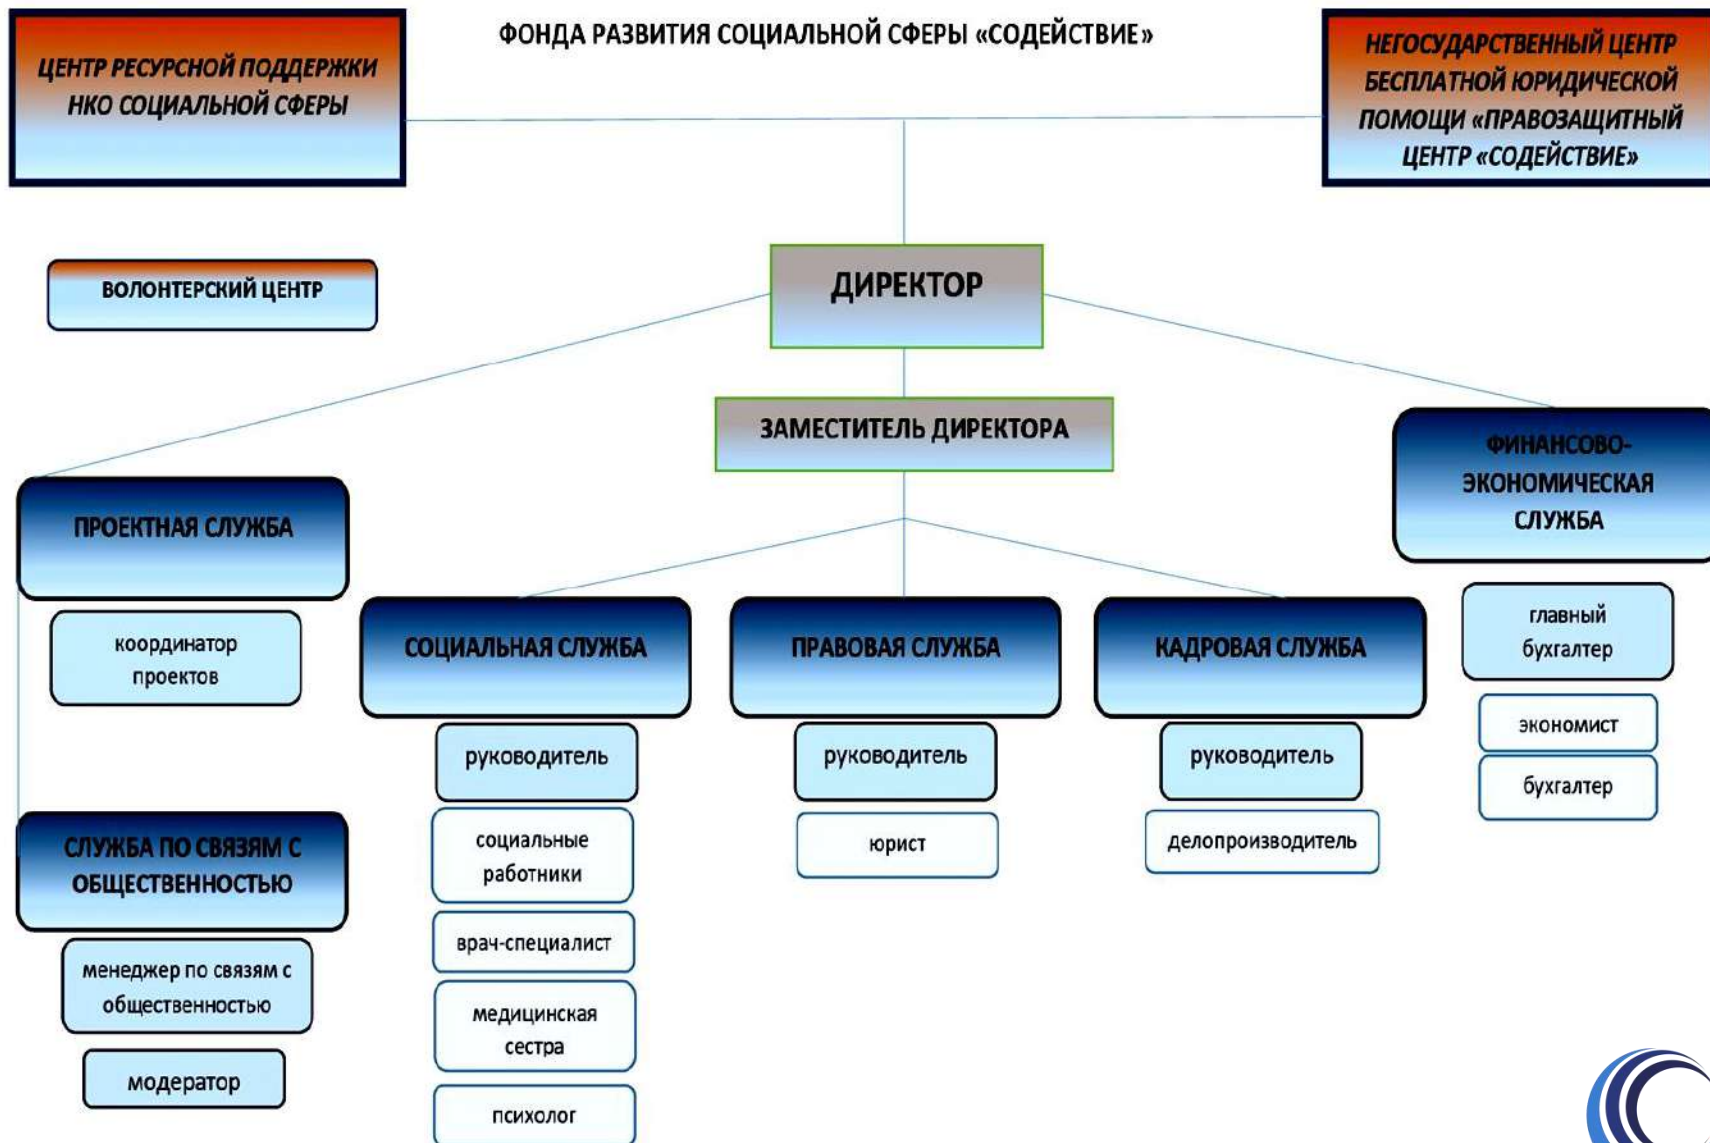 ФОНДА РАЗВИТИЯ СОЦИАЛЬНОЙ СФЕРЫ «СОДЕЙСТВИЕ»
ЦЕНТР РЕСУРСНОЙ ПОДДЕРЖКИ
НКО СОЦИАЛЬНОЙ СФЕРЫ
НЕГОСУДАРСТВЕННЫЙ ЦЕНТР
БЕСПЛАТНОЙ ЮРИДИЧЕСКОЙ
ПОМОЩИ «ПРАВОЗАЩИТНЫЙ
ЦЕНТР «СОДЕЙСТВИЕ»
ВОЛОНТЕРСКИЙ ЦЕНТР
ДИРЕКТОР
ЗАМЕСТИТЕЛЬ ДИРЕКТОРА
ПРОЕКТНАЯ СЛУЖБА
координатор
проектов
СЛУЖБА ПО СВЯЗЯМ С
ОБЩЕСТВЕННОСТЬЮ
менеджер по связям с
общественностью
модератор
СОЦИАЛЬНАЯ СЛУЖБА
руководитель
социальные
работники
врач-специалист
медицинская
сестра
психолог
ПРАВОВАЯ СЛУЖБА
руководитель
юрист
КАДРОВАЯ СЛУЖБА
руководитель
делопроизводитель
ФИНАНСОВО-
ЭКОНОМИЧЕСКАЯ
СЛУЖБА
главный
бухгалтер
экономист
бухгалтер